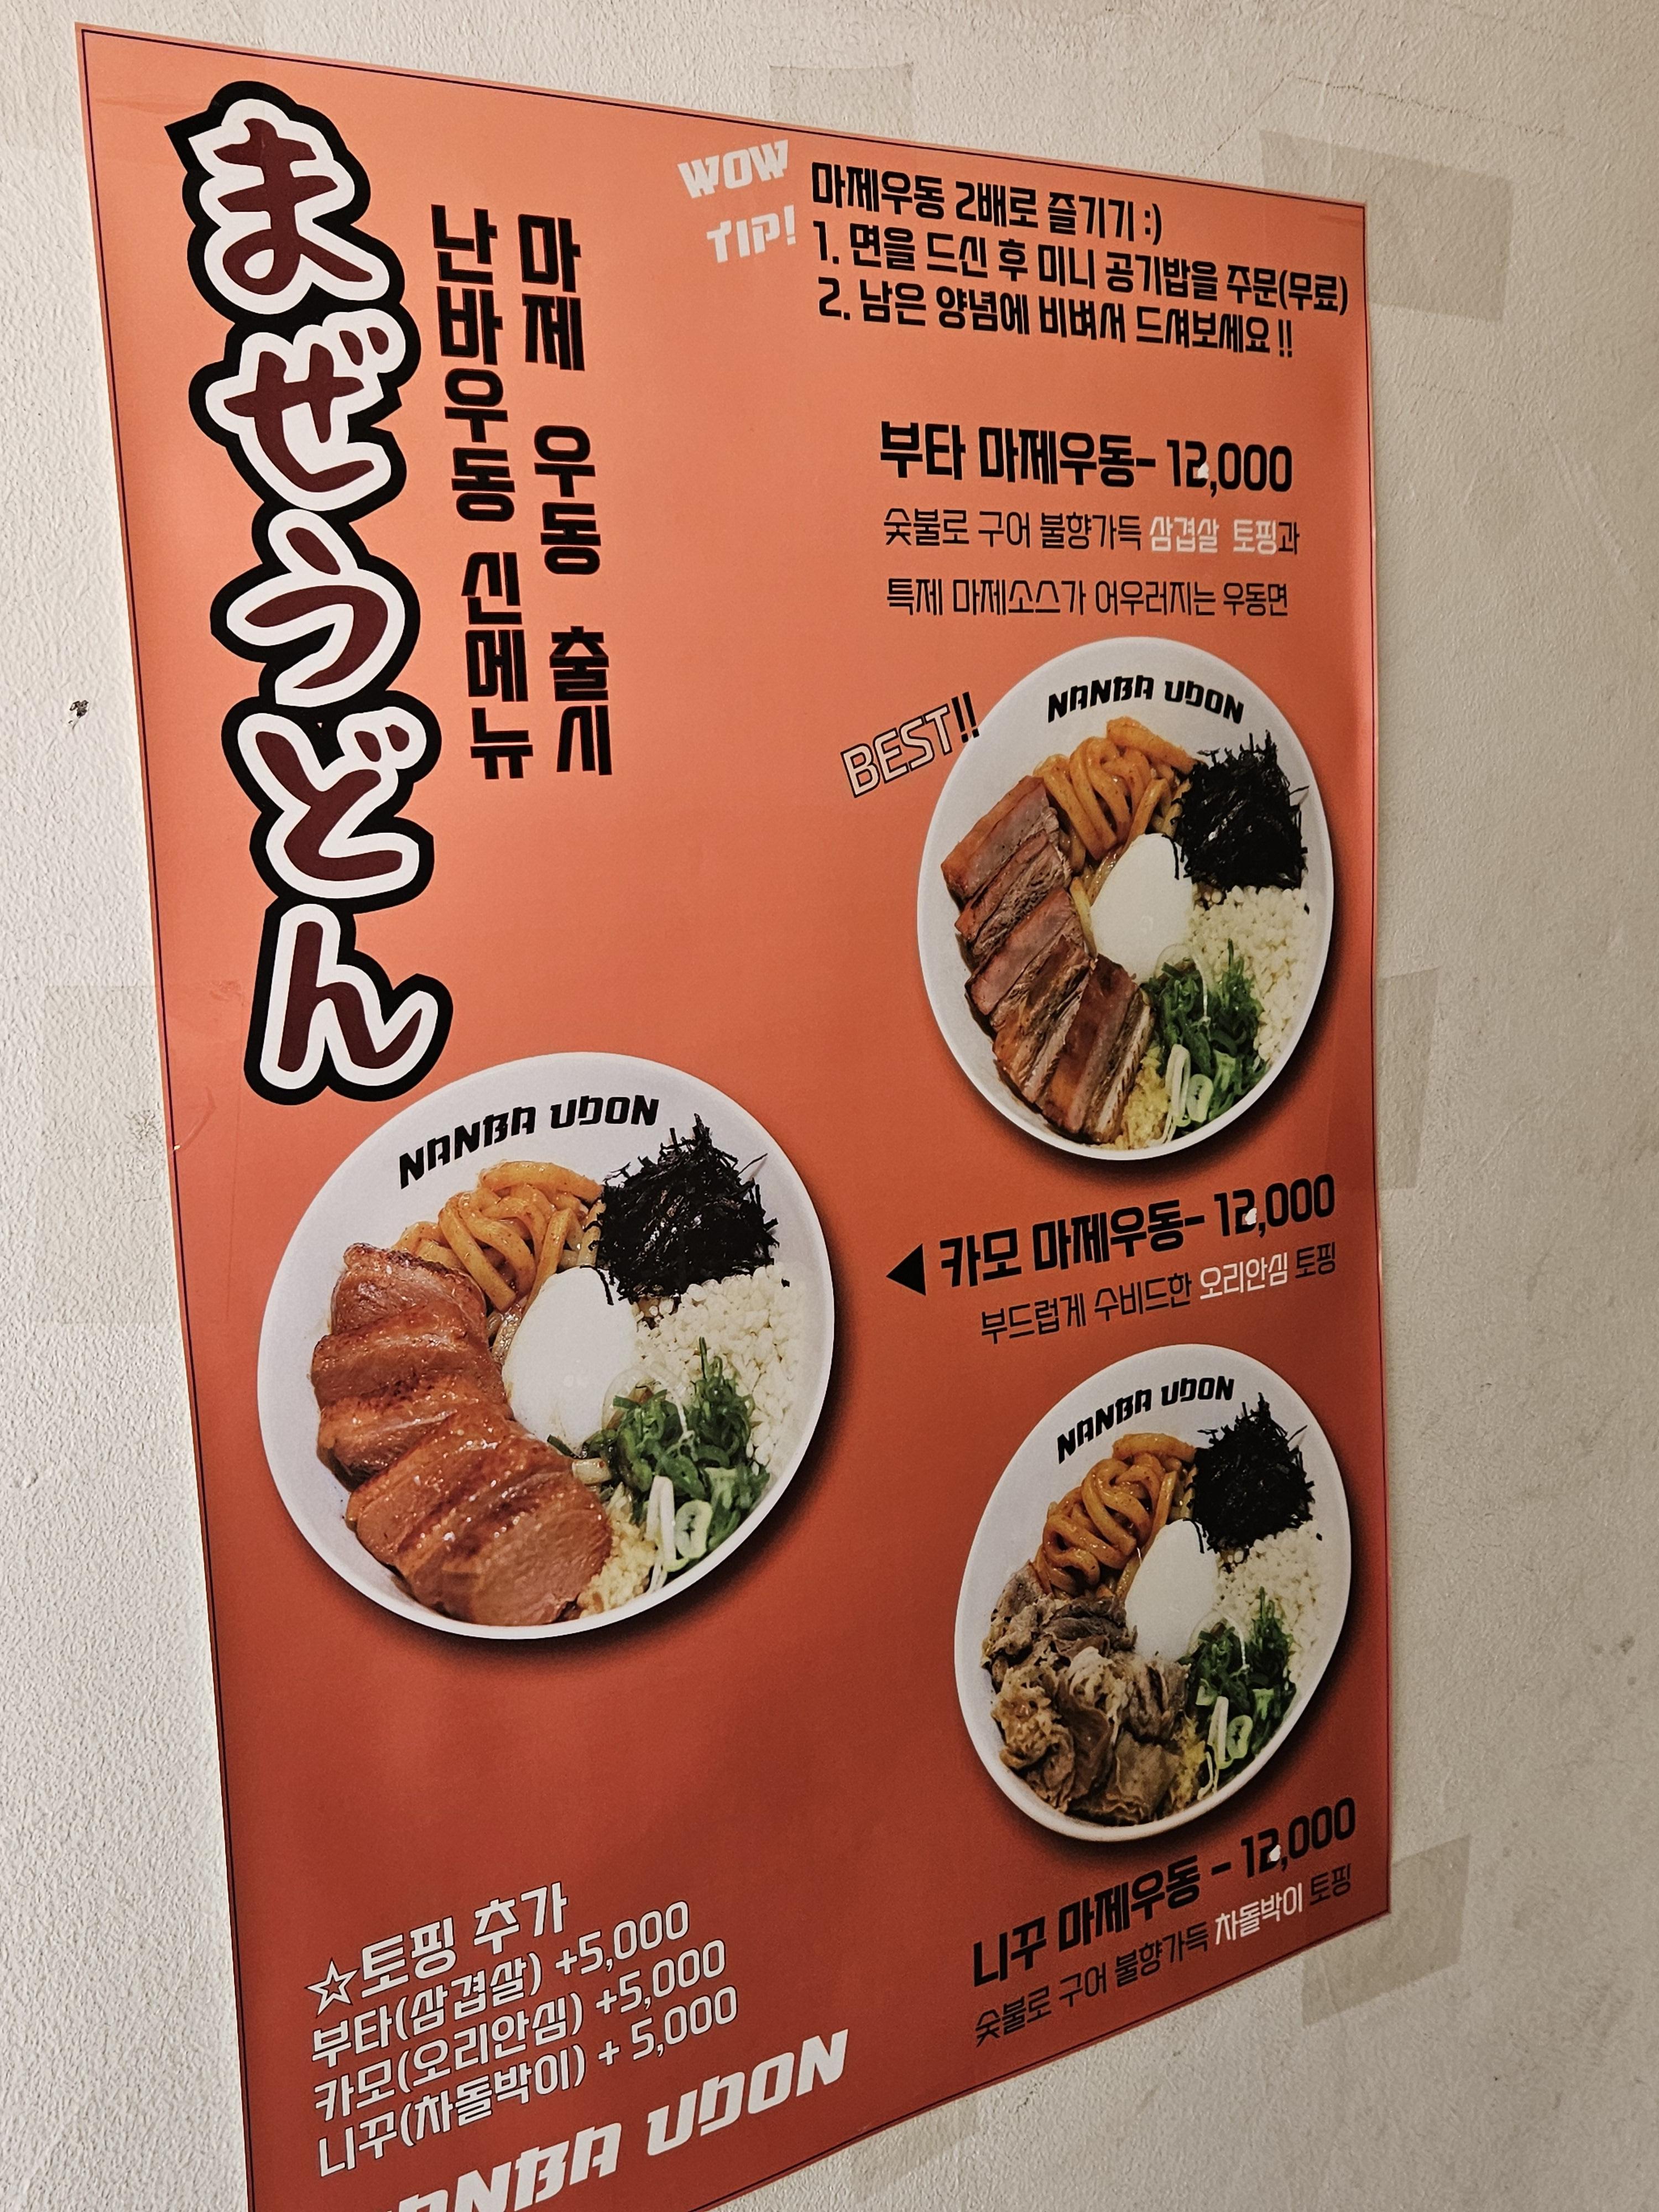 まぜうどん
난바우동 신메뉴
마제 우동 출시
WOW
TIP!
마제우동 2배로 즐기기 :)
1. 면을 드신 후 미니 공기밥을 주문(무료)
2. 남은 양념에 비벼서 드셔보세요 !!
부타 마제우동- 12,000
숯불로 구어 불향가득 삼겹살 토핑과
특제 마제소스가 어우러지는 우동면
BEST!!
NANBA UDON
NANBA UDON
◀ 카모 마제우동- 12,000
부드럽게 수비드한 오리안심 토핑
NANBA UDON
니꾸 마제우동 - 12,000
숯불로 구어 불향가득 차돌박이 토핑
☆토핑 추가
부타(삼겹살) +5,000
카모(오리안심) +5,000
니꾸(차돌박이) + 5,000
NANBA UDON